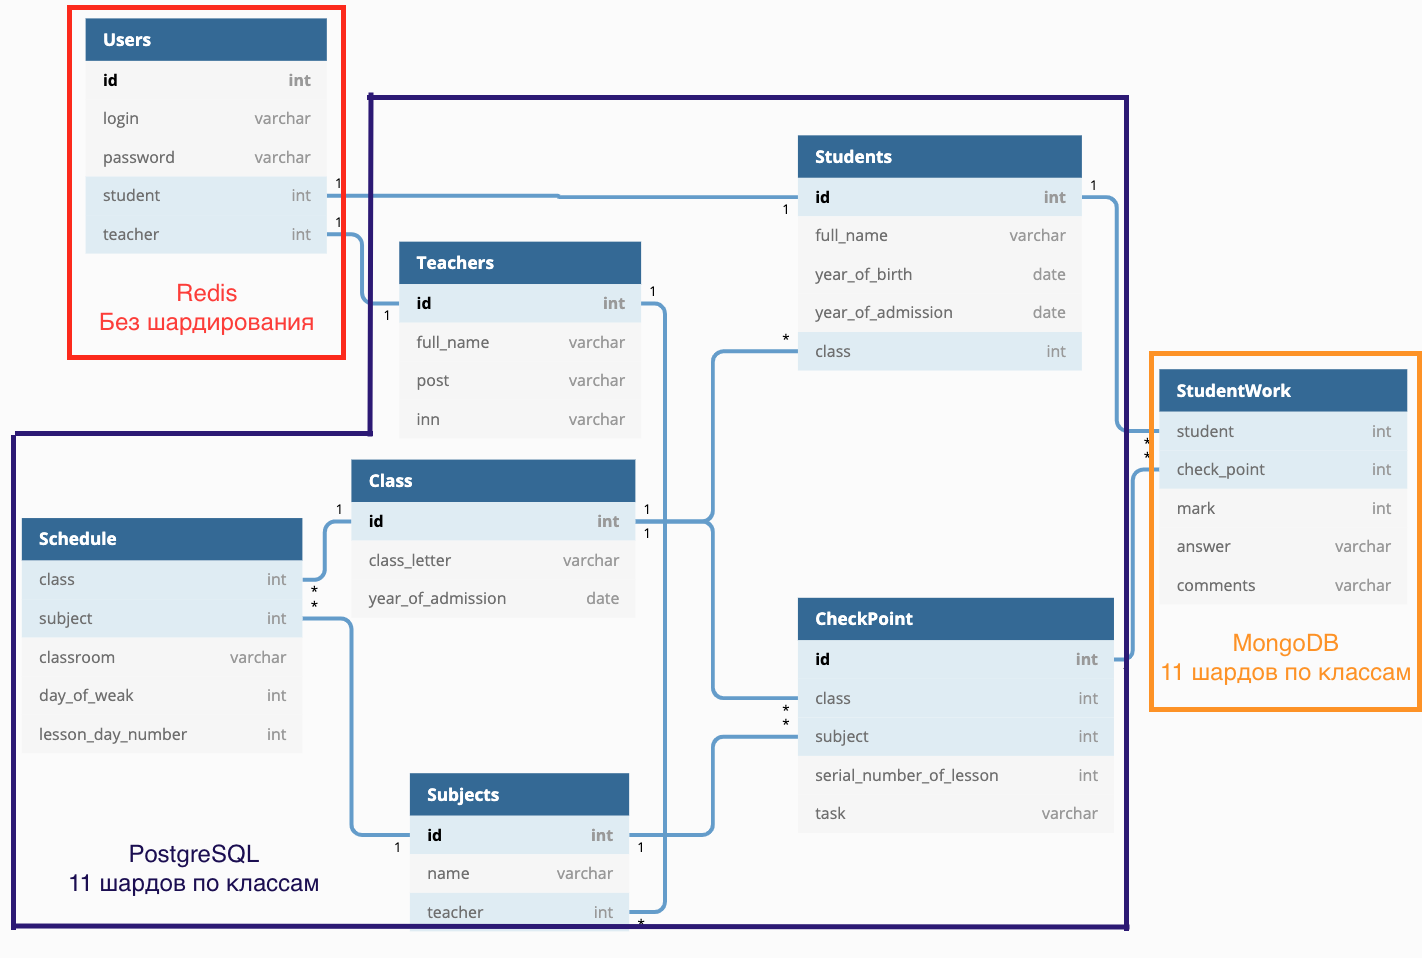 Users
id int
login varchar
password varchar
student int
teacher int
Redis
Без шардирования
1
1
1
1
Teachers
id int
full_name varchar
post varchar
inn varchar
1
Students
id int
full_name varchar
year_of_birth date
year_of_admission date
class int
1
*
StudentWork
student int
check_point int
mark int
answer varchar
comments varchar
*
*
MongoDB
11 шардов по классам
Class
id int
class_letter varchar
year_of_admission date
1
1
1
Schedule
class int
subject int
classroom varchar
day_of_weak int
lesson_day_number int
*
*
CheckPoint
id int
class int
subject int
serial_number_of_lesson int
task varchar
*
*
Subjects
id int
name varchar
teacher int
1
1
*
PostgreSQL
11 шардов по классам